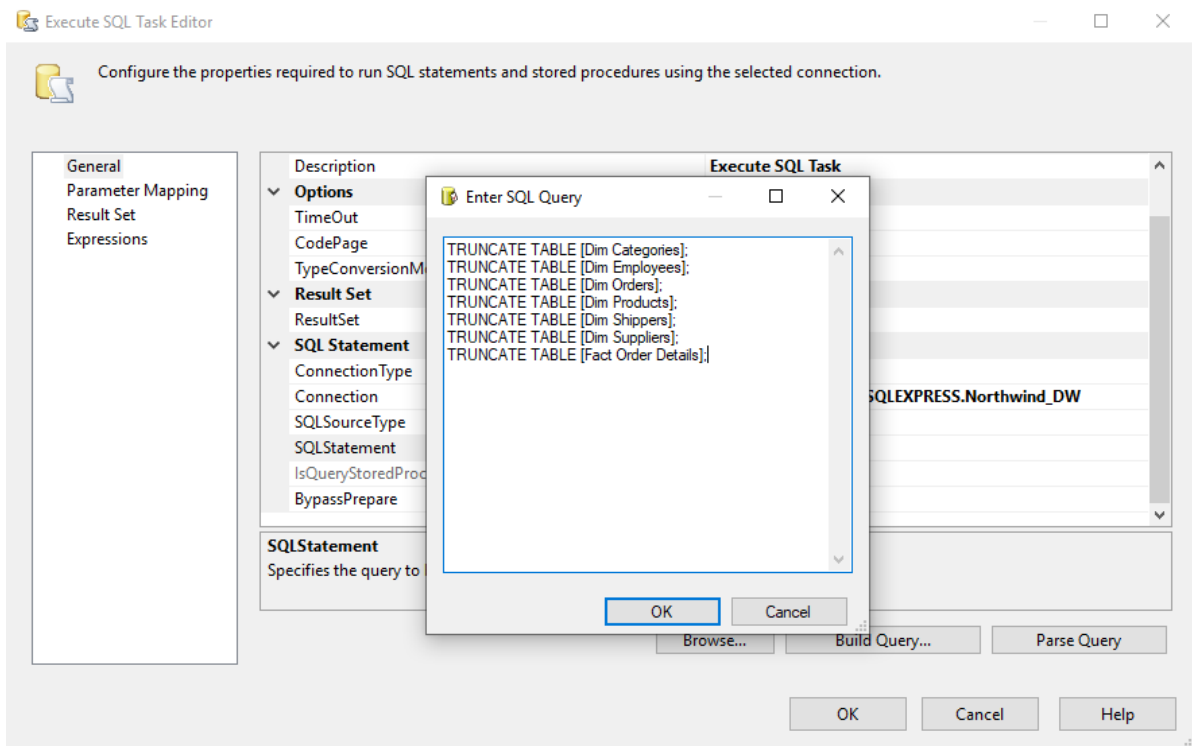 Execute SQL Task Editor
Configure the properties required to run SQL statements and stored procedures using the selected connection.
General
Parameter Mapping
Result Set
Expressions
Description Execute SQL Task
Options
TimeOut
CodePage
Result Set
ResultSet
SQL Statement
ConnectionType
Connection SQLEXPRESS.Northwind_DW
SQLSourceType
SQLStatement
BypassPrepare
SQLStatement
Specifies the query to
Enter SQL Query
TRUNCATE TABLE [Dim Categories];
TRUNCATE TABLE [Dim Employees];
TRUNCATE TABLE [Dim Orders];
TRUNCATE TABLE [Dim Products];
TRUNCATE TABLE [Dim Shippers];
TRUNCATE TABLE [Dim Suppliers];
TRUNCATE TABLE [Fact Order Details];
OK Cancel
Browse... Build Query... Parse Query
OK Cancel Help